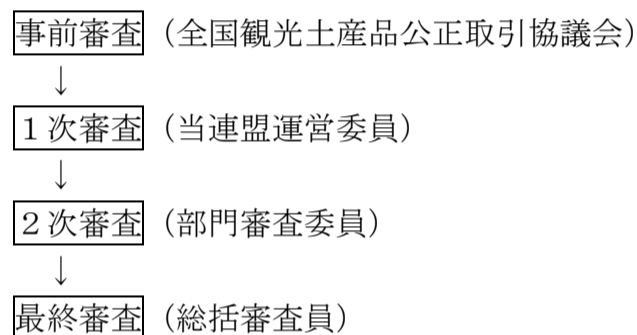 事前審査（全国観光土産品公正取引協議会）
↓
１次審査（当連盟運営委員）
↓
２次審査（部門審査委員）
↓
最終審査（総括審査員）